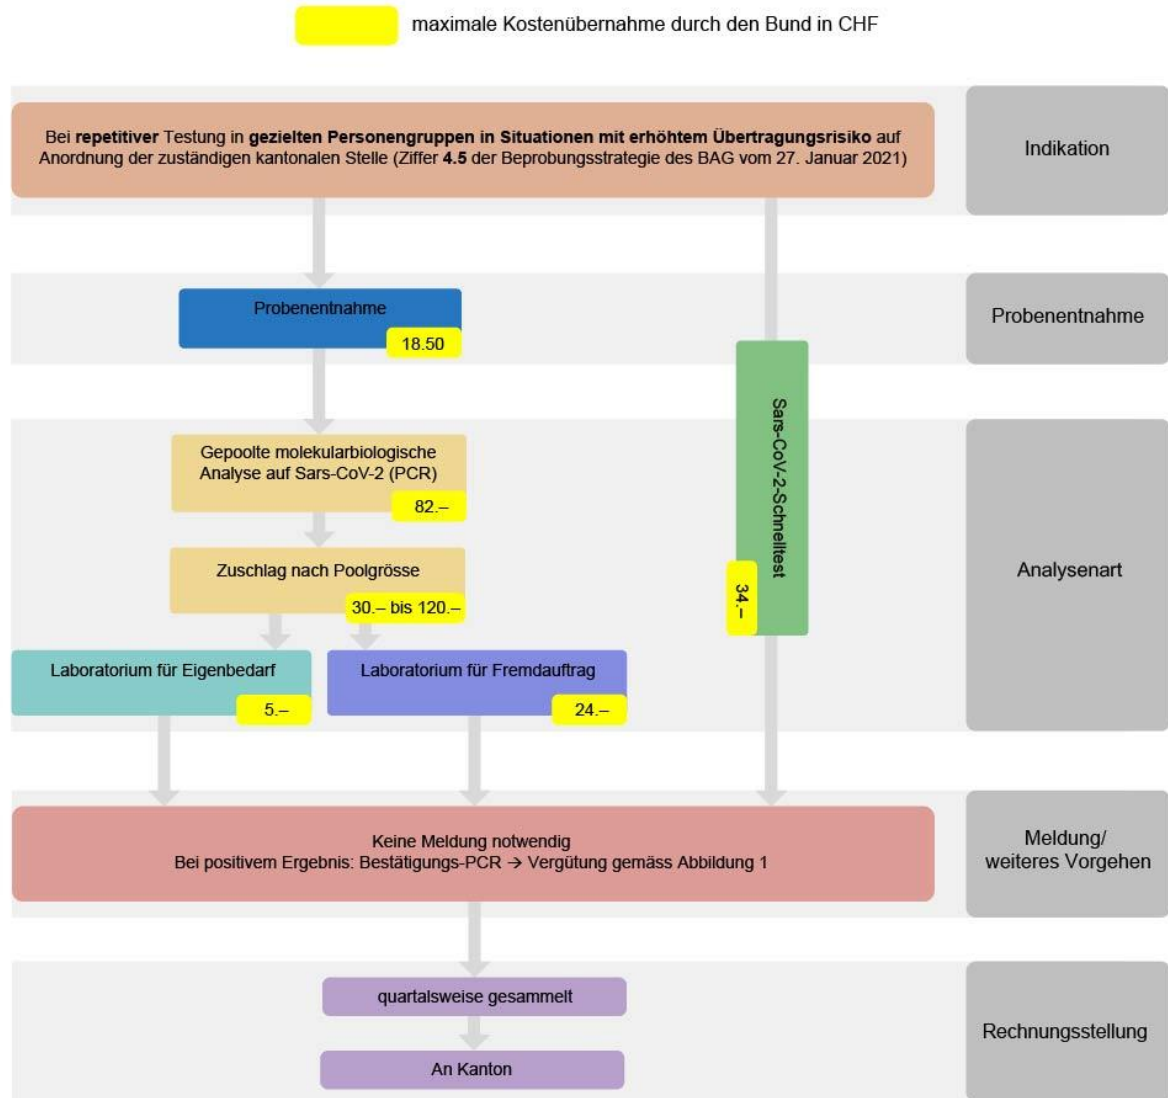 maximale Kostenübernahme durch den Bund in CHF
Bei repetitiver Testung in gezielten Personengruppen in Situationen mit erhöhtem Übertragungsrisiko auf
Anordnung der zuständigen kantonalen Stelle (Ziffer 4.5 der Beprobungsstrategie des BAG vom 27. Januar 2021)
Indikation
Probenentnahme
18.50
Probenentnahme
Gepoolte molekularbiologische
Analyse auf Sars-CoV-2 (PCR)
82.–
Zuschlag nach Poolgrösse
30.– bis 120.–
Laboratorium für Eigenbedarf
5.–
Laboratorium für Fremdauftrag
24.–
Sars-CoV-2-Schnelltest
34.–
Analysenart
Keine Meldung notwendig
Bei positivem Ergebnis: Bestätigungs-PCR → Vergütung gemäss Abbildung 1
Meldung/
weiteres Vorgehen
quartalsweise gesammelt
An Kanton
Rechnungsstellung